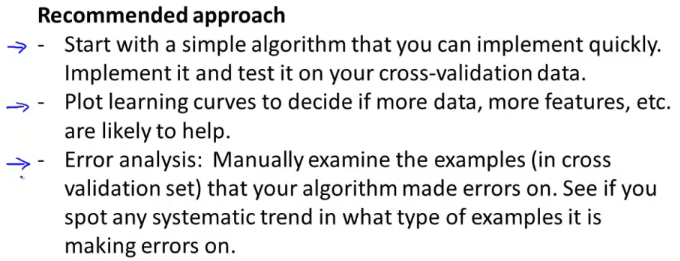 Recommended approach
- Start with a simple algorithm that you can implement quickly.
Implement it and test it on your cross-validation data.
- Plot learning curves to decide if more data, more features, etc.
are likely to help.
- Error analysis: Manually examine the examples (in cross
validation set) that your algorithm made errors on. See if you
spot any systematic trend in what type of examples it is
making errors on.